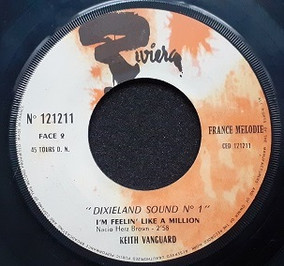 Riviera
N° 121211
FACE 2
45 TOURS D. N.
FRANCE MELODIE
CED 121211
"DIXIELAND SOUND N° 1"
I'M FEELIN' LIKE A MILLION
Nacio Herz Brown - 2'58
KEITH VANGUARD